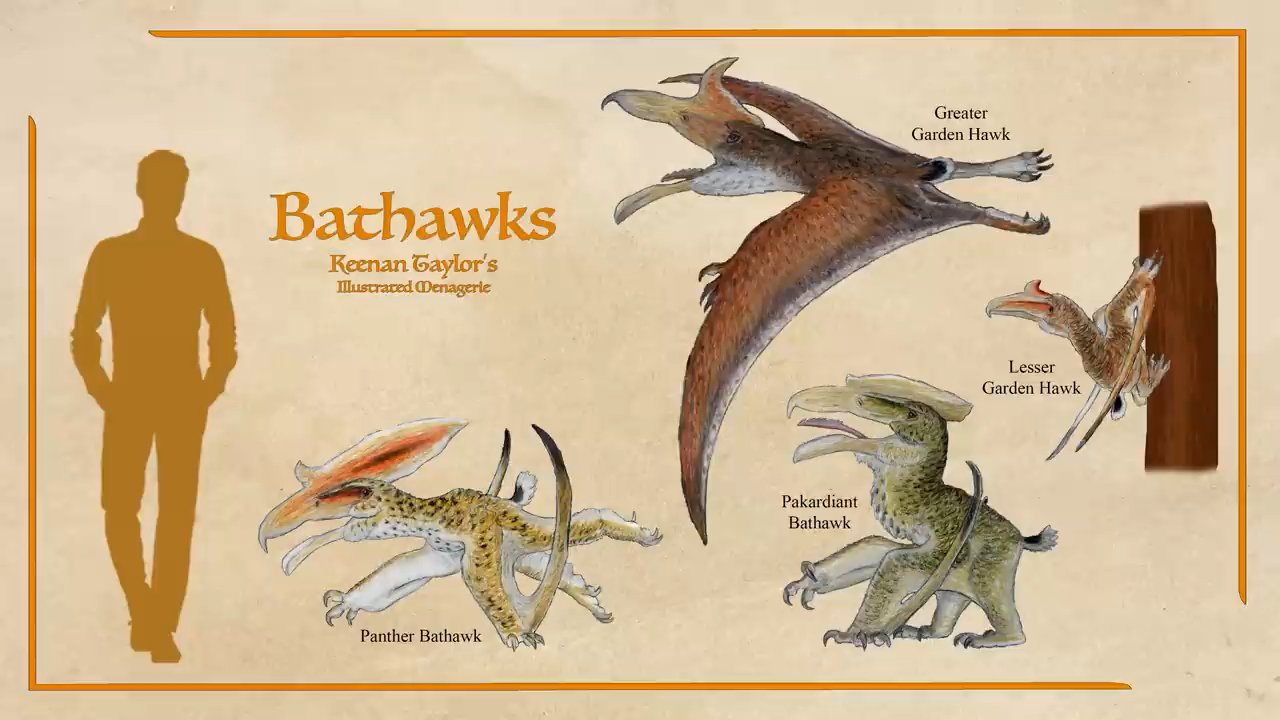 Bathawks
Keenan Taylor's
Illustrated Menagerie
Greater
Garden Hawk
Lesser
Garden Hawk
Pakardiant
Bathawk
Panther Bathawk